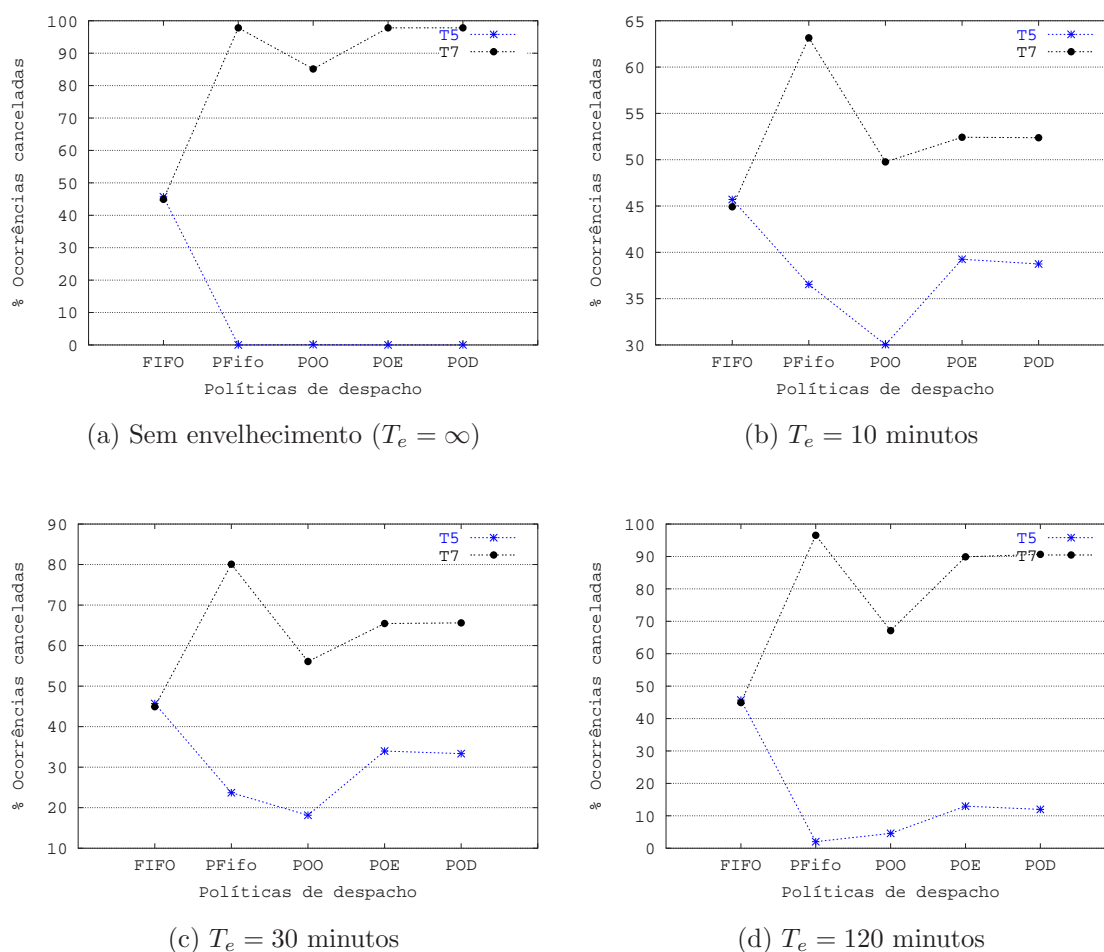 % Ocorrências canceladas
100
90
80
70
60
50
40
30
20
10
0
T5
T7
FIFO PFifo POO POE POD
Políticas de despacho
(a) Sem envelhecimento (T_e = ∞)
% Ocorrências canceladas
65
60
55
50
45
40
35
30
T5
T7
FIFO PFifo POO POE POD
Políticas de despacho
(b) T_e = 10 minutos
% Ocorrências canceladas
90
80
70
60
50
40
30
20
10
T5
T7
FIFO PFifo POO POE POD
Políticas de despacho
(c) T_e = 30 minutos
% Ocorrências canceladas
100
90
80
70
60
50
40
30
20
10
0
T5
T7
FIFO PFifo POO POE POD
Políticas de despacho
(d) T_e = 120 minutos